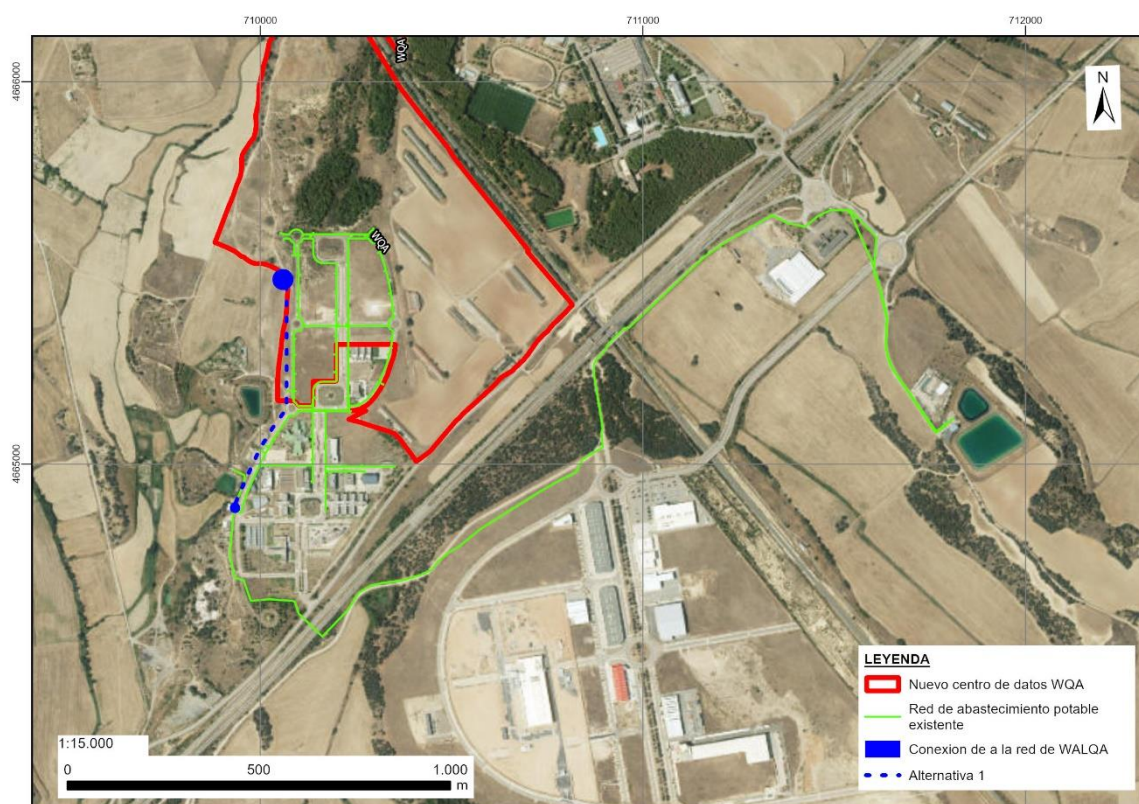 710000
711000
712000
4666000
4665000
WQA
WQA
N
LEYENDA
Nuevo centro de datos WQA
Red de abastecimiento potable
existente
Conexion de a la red de WALQA
Alternativa 1
1:15.000
0
500
1.000
m